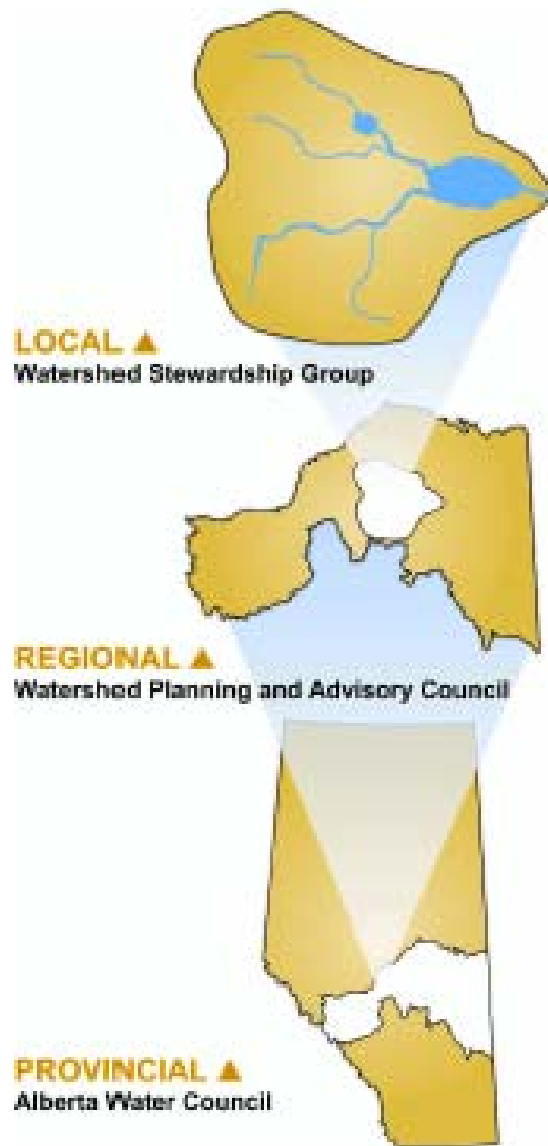 LOCAL ▲
Watershed Stewardship Group
REGIONAL ▲
Watershed Planning and Advisory Council
PROVINCIAL ▲
Alberta Water Council